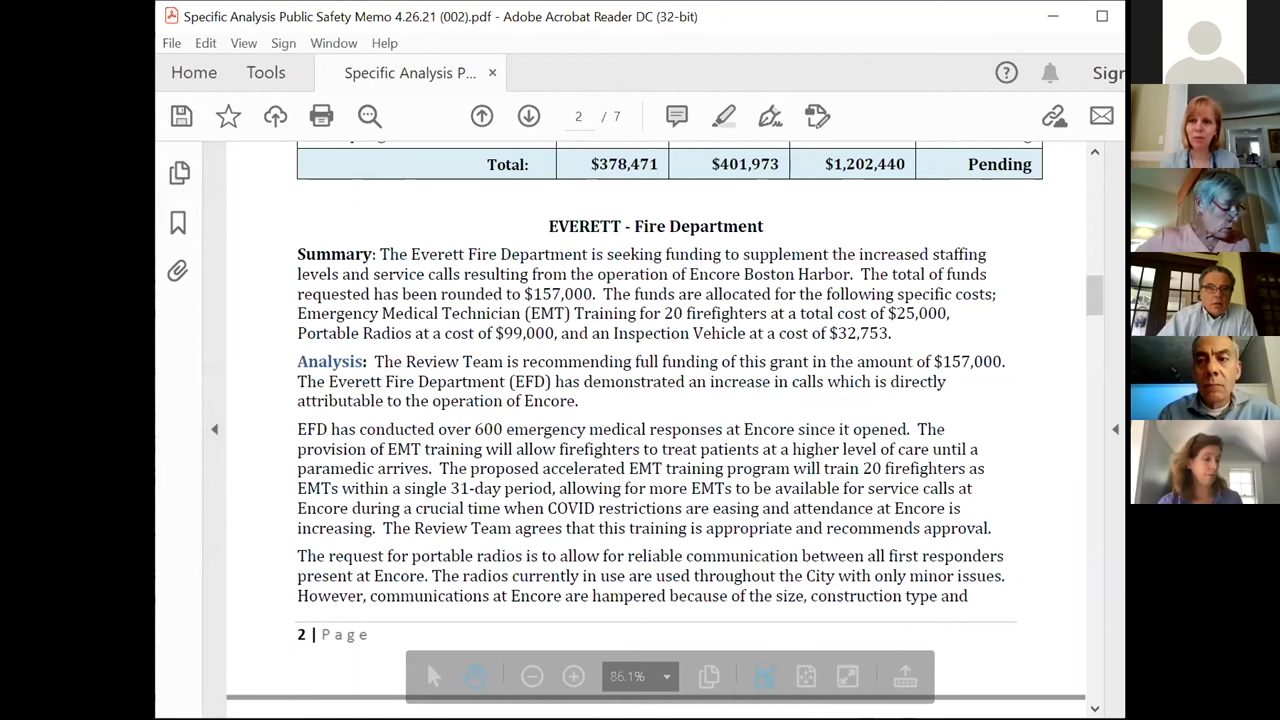 Specific Analysis Public Safety Memo 4.26.21 (002).pdf - Adobe Acrobat Reader DC (32-bit)
File Edit View Sign Window Help
Home Tools Specific Analysis P... ×
Sign
2 / 7
Total: $378,471 $401,973 $1,202,440 Pending
EVERETT - Fire Department
Summary: The Everett Fire Department is seeking funding to supplement the increased staffing
levels and service calls resulting from the operation of Encore Boston Harbor. The total of funds
requested has been rounded to $157,000. The funds are allocated for the following specific costs;
Emergency Medical Technician (EMT) Training for 20 firefighters at a total cost of $25,000,
Portable Radios at a cost of $99,000, and an Inspection Vehicle at a cost of $32,753.
Analysis: The Review Team is recommending full funding of this grant in the amount of $157,000.
The Everett Fire Department (EFD) has demonstrated an increase in calls which is directly
attributable to the operation of Encore.
EFD has conducted over 600 emergency medical responses at Encore since it opened. The
provision of EMT training will allow firefighters to treat patients at a higher level of care until a
paramedic arrives. The proposed accelerated EMT training program will train 20 firefighters as
EMTs within a single 31-day period, allowing for more EMTs to be available for service calls at
Encore during a crucial time when COVID restrictions are easing and attendance at Encore is
increasing. The Review Team agrees that this training is appropriate and recommends approval.
The request for portable radios is to allow for reliable communication between all first responders
present at Encore. The radios currently in use are used throughout the City with only minor issues.
However, communications at Encore are hampered because of the size, construction type and
2 | Page
86.1%